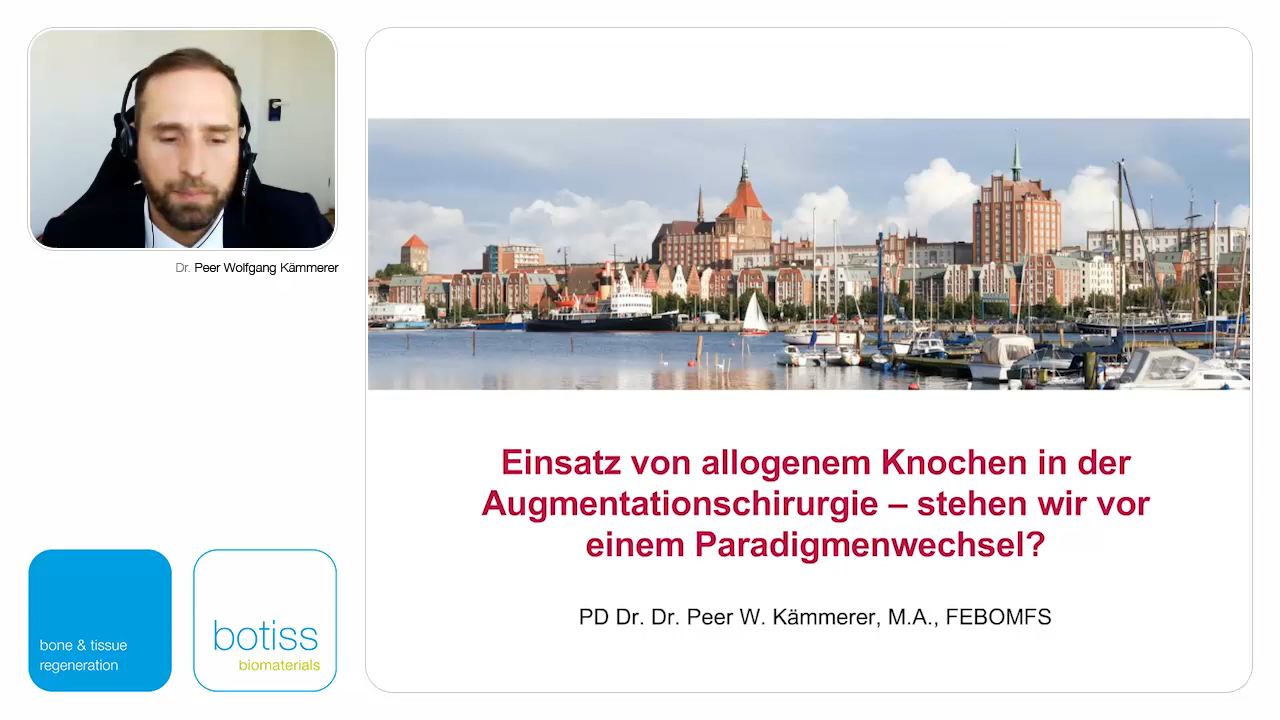 Dr. Peer Wolfgang Kämmerer
Einsatz von allogenem Knochen in der
Augmentationschirurgie – stehen wir vor
einem Paradigmenwechsel?
PD Dr. Dr. Peer W. Kämmerer, M.A., FEBOMFS
bone & tissue
regeneration
botiss
biomaterials